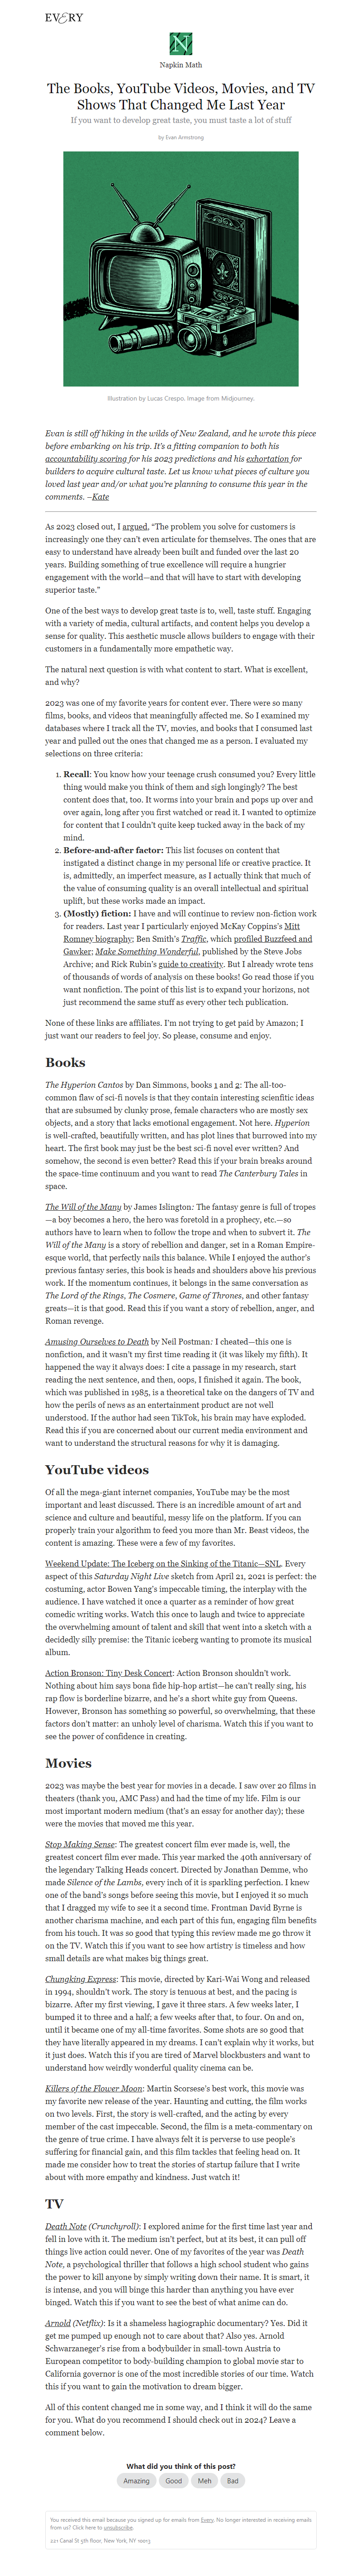 EVERY
Napkin Math
The Books, YouTube Videos, Movies, and TV
Shows That Changed Me Last Year
If you want to develop great taste, you must taste a lot of stuff
by Evan Armstrong
Illustration by Lucas Crespo. Image from Midjourney.
Evan is still off hiking in the wilds of New Zealand, and he wrote this piece
before embarking on his trip. It's a fitting companion to both his
accountability scoring for his 2023 predictions and his exhortation for
builders to acquire cultural taste. Let us know what pieces of culture you
loved last year and/or what you're planning to consume this year in the
comments. –Kate
As 2023 closed out, I argued, “The problem you solve for customers is
increasingly one they can't even articulate for themselves. The ones that are
easy to understand have already been built and funded over the last 20
years. Building something of true excellence will require a hungrier
engagement with the world—and that will have to start with developing
superior taste.”
One of the best ways to develop great taste is to, well, taste stuff. Engaging
with a variety of media, cultural artifacts, and content helps you develop a
sense for quality. This aesthetic muscle allows builders to engage with their
customers in a fundamentally more empathetic way.
The natural next question is with what content to start. What is excellent,
and why?
2023 was one of my favorite years for content ever. There were so many
films, books, and videos that meaningfully affected me. So I examined my
databases where I track all the TV, movies, and books that I consumed last
year and pulled out the ones that changed me as a person. I evaluated my
selections on three criteria:
1. Recall: You know how your teenage crush consumed you? Every little
thing would make you think of them and sigh longingly? The best
content does that, too. It worms into your brain and pops up over and
over again, long after you first watched or read it. I wanted to optimize
for content that I couldn't quite keep tucked away in the back of my
mind.
2. Before-and-after factor: This list focuses on content that
instigated a distinct change in my personal life or creative practice. It
is, admittedly, an imperfect measure, as I actually think that much of
the value of consuming quality is an overall intellectual and spiritual
uplift, but these works made an impact.
3. (Mostly) fiction: I have and will continue to review non-fiction work
for readers. Last year I particularly enjoyed McKay Coppins's Mitt
Romney biography; Ben Smith's Traffic, which profiled Buzzfeed and
Gawker; Make Something Wonderful, published by the Steve Jobs
Archive; and Rick Rubin's guide to creativity. But I already wrote tens
of thousands of words of analysis on these books! Go read those if you
want nonfiction. The point of this list is to expand your horizons, not
just recommend the same stuff as every other tech publication.
None of these links are affiliates. I'm not trying to get paid by Amazon; I
just want our readers to feel joy. So please, consume and enjoy.
Books
The Hyperion Cantos by Dan Simmons, books 1 and 2: The all-too-
common flaw of sci-fi novels is that they contain interesting scientific ideas
that are subsumed by clunky prose, female characters who are mostly sex
objects, and a story that lacks emotional engagement. Not here. Hyperion
is well-crafted, beautifully written, and has plot lines that burrowed into my
heart. The first book may just be the best sci-fi novel ever written? And
somehow, the second is even better? Read this if your brain breaks around
the space-time continuum and you want to read The Canterbury Tales in
space.
The Will of the Many by James Islington: The fantasy genre is full of tropes
—a boy becomes a hero, the hero was foretold in a prophecy, etc.—so
authors have to learn when to follow the trope and when to subvert it. The
Will of the Many is a story of rebellion and danger, set in a Roman Empire-
esque world, that perfectly nails this balance. While I enjoyed the author's
previous fantasy series, this book is heads and shoulders above his previous
work. If the momentum continues, it belongs in the same conversation as
The Lord of the Rings, The Cosmere, Game of Thrones, and other fantasy
greats—it is that good. Read this if you want a story of rebellion, anger, and
Roman revenge.
Amusing Ourselves to Death by Neil Postman: I cheated—this one is
nonfiction, and it wasn't my first time reading it (it was likely my fifth). It
happened the way it always does: I cite a passage in my research, start
reading the next sentence, and then, oops, I finished it again. The book,
which was published in 1985, is a theoretical take on the dangers of TV and
how the perils of news as an entertainment product are not well
understood. If the author had seen TikTok, his brain may have exploded.
Read this if you are concerned about our current media environment and
want to understand the structural reasons for why it is damaging.
YouTube videos
Of all the mega-giant internet companies, YouTube may be the most
important and least discussed. There is an incredible amount of art and
science and culture and beautiful, messy life on the platform. If you can
properly train your algorithm to feed you more than Mr. Beast videos, the
content is amazing. These were a few of my favorites.
Weekend Update: The Iceberg on the Sinking of the Titanic—SNL. Every
aspect of this Saturday Night Live sketch from April 21, 2021 is perfect: the
costuming, actor Bowen Yang's impeccable timing, the interplay with the
audience. I have watched it once a quarter as a reminder of how great
comedic writing works. Watch this once to laugh and twice to appreciate
the overwhelming amount of talent and skill that went into a sketch with a
decidedly silly premise: the Titanic iceberg wanting to promote its musical
album.
Action Bronson: Tiny Desk Concert: Action Bronson shouldn't work.
Nothing about him says bona fide hip-hop artist—he can't really sing, his
rap flow is borderline bizarre, and he's a short white guy from Queens.
However, Bronson has something so powerful, so overwhelming, that these
factors don't matter: an unholy level of charisma. Watch this if you want to
see the power of confidence in creating.
Movies
2023 was maybe the best year for movies in a decade. I saw over 20 films in
theaters (thank you, AMC Pass) and had the time of my life. Film is our
most important modern medium (that's an essay for another day); these
were the movies that moved me this year.
Stop Making Sense: The greatest concert film ever made is, well, the
greatest concert film ever made. This year marked the 40th anniversary of
the legendary Talking Heads concert. Directed by Jonathan Demme, who
made Silence of the Lambs, every inch of it is sparkling perfection. I knew
one of the band's songs before seeing this movie, but I enjoyed it so much
that I dragged my wife to see it a second time. Frontman David Byrne is
another charisma machine, and each part of this fun, engaging film benefits
from his touch. It was so good that typing this review made me go throw it
on the TV. Watch this if you want to see how artistry is timeless and how
small details are what makes big things great.
Chungking Express: This movie, directed by Kari-Wai Wong and released
in 1994, shouldn't work. The story is tenuous at best, and the pacing is
bizarre. After my first viewing, I gave it three stars. A few weeks later, I
bumped it to three and a half; a few weeks after that, to four. On and on,
until it became one of my all-time favorites. Some shots are so good that
they have literally appeared in my dreams. I can't explain why it works, but
it just does. Watch this if you are tired of Marvel blockbusters and want to
understand how weirdly wonderful quality cinema can be.
Killers of the Flower Moon: Martin Scorsese's best work, this movie was
my favorite new release of the year. Haunting and cutting, the film works
on two levels. First, the story is well-crafted, and the acting by every
member of the cast impeccable. Second, the film is a meta-commentary on
the genre of true crime. I have always felt it is perverse to use people's
suffering for financial gain, and this film tackles that feeling head on. It
made me consider how to treat the stories of startup failure that I write
about with more empathy and kindness. Just watch it!
TV
Death Note (Crunchyroll): I explored anime for the first time last year and
fell in love with it. The medium isn't perfect, but at its best, it can pull off
things live action could never. One of my favorites of the year was Death
Note, a psychological thriller that follows a high school student who gains
the power to kill anyone by simply writing down their name. It is smart, it
is intense, and you will binge this harder than anything you have ever
binged. Watch this if you want to see the best of what anime can do.
Arnold (Netflix): Is it a shameless hagiographic documentary? Yes. Did it
get me pumped up enough not to care about that? Also yes. Arnold
Schwarzaneger's rise from a bodybuilder in small-town Austria to
European competitor to body-building champion to global movie star to
California governor is one of the most incredible stories of our time. Watch
this if you want to gain the motivation to dream bigger.
All of this content changed me in some way, and I think it will do the same
for you. What do you recommend I should check out in 2024? Leave a
comment below.
What did you think of this post?
Amazing Good Meh Bad
You received this email because you signed up for emails from Every. No longer interested in receiving emails
from us? Click here to unsubscribe.
221 Canal St 5th floor, New York, NY 10013